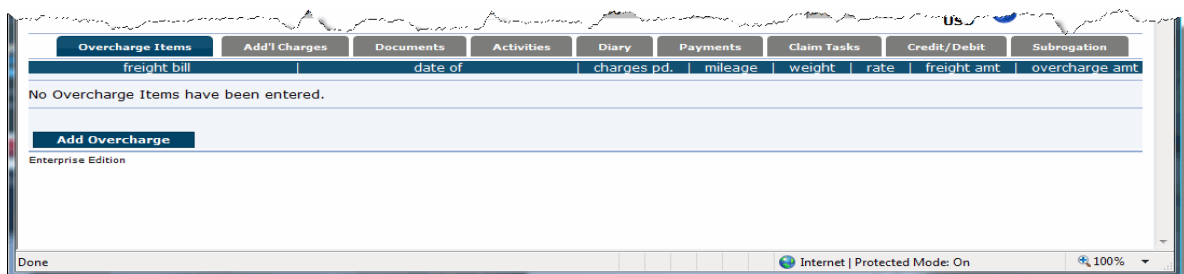 US
Overcharge Items Add'l Charges Documents Activities Diary Payments Claim Tasks Credit/Debit Subrogation
freight bill | date of | charges pd. | mileage | weight | rate | freight amt | overcharge amt
No Overcharge Items have been entered.
Add Overcharge
Enterprise Edition
Done Internet | Protected Mode: On 100%